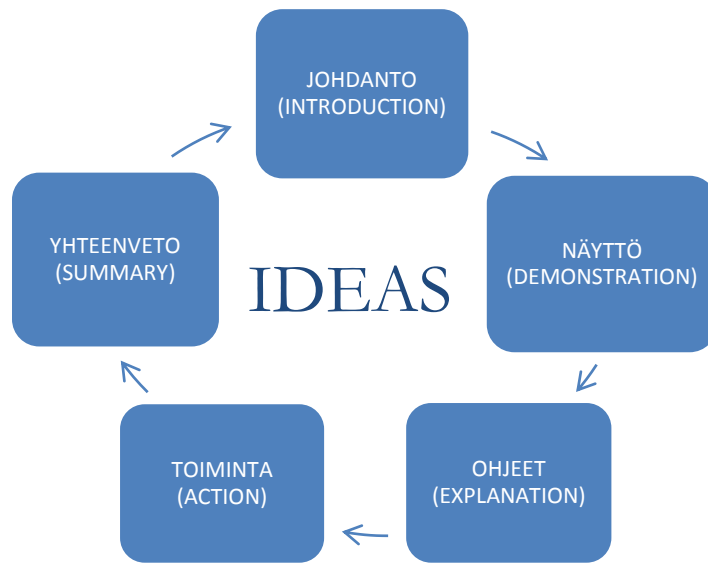 JOHDANTO
(INTRODUCTION)
NÄYTTÖ
(DEMONSTRATION)
OHJEET
(EXPLANATION)
TOIMINTA
(ACTION)
YHTEENVETO
(SUMMARY)
IDEAS